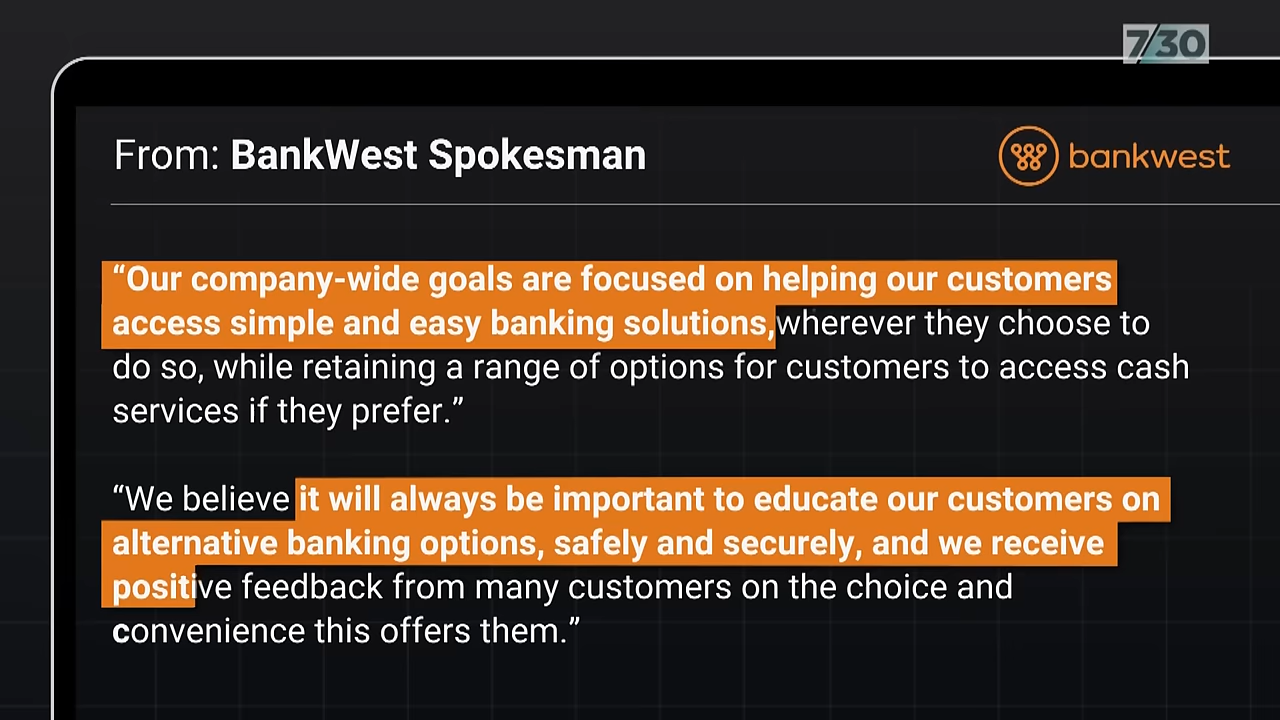 7/30
From: BankWest Spokesman
bankwest
“Our company-wide goals are focused on helping our customers
access simple and easy banking solutions,wherever they choose to
do so, while retaining a range of options for customers to access cash
services if they prefer.”
“We believe it will always be important to educate our customers on
alternative banking options, safely and securely, and we receive
positive feedback from many customers on the choice and
convenience this offers them.”